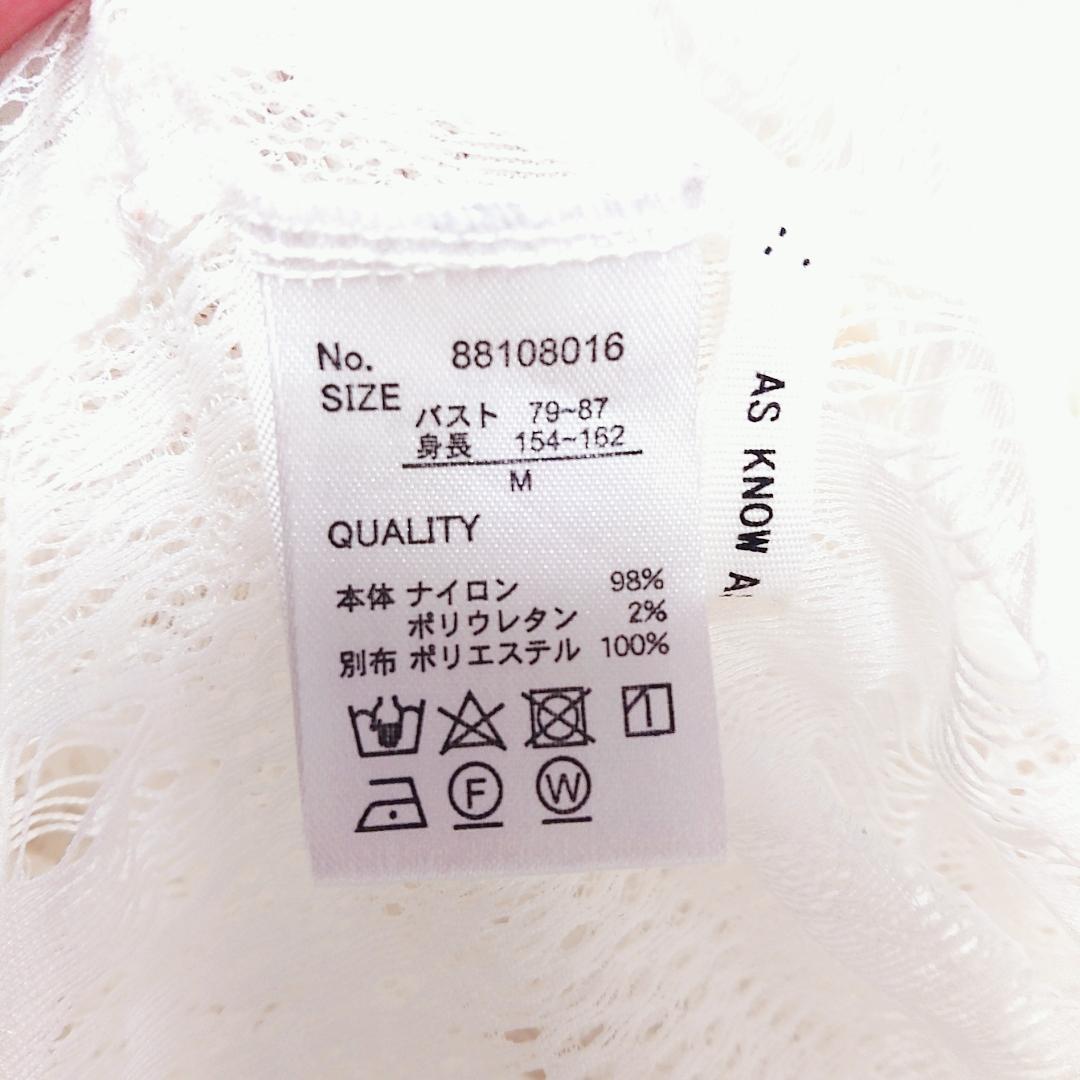 No. 88108016
SIZE
バスト 79~87
身長 154~162
M
QUALITY
本体 ナイロン 98%
ポリウレタン 2%
別布 ポリエステル 100%
F W
AS KNOW A